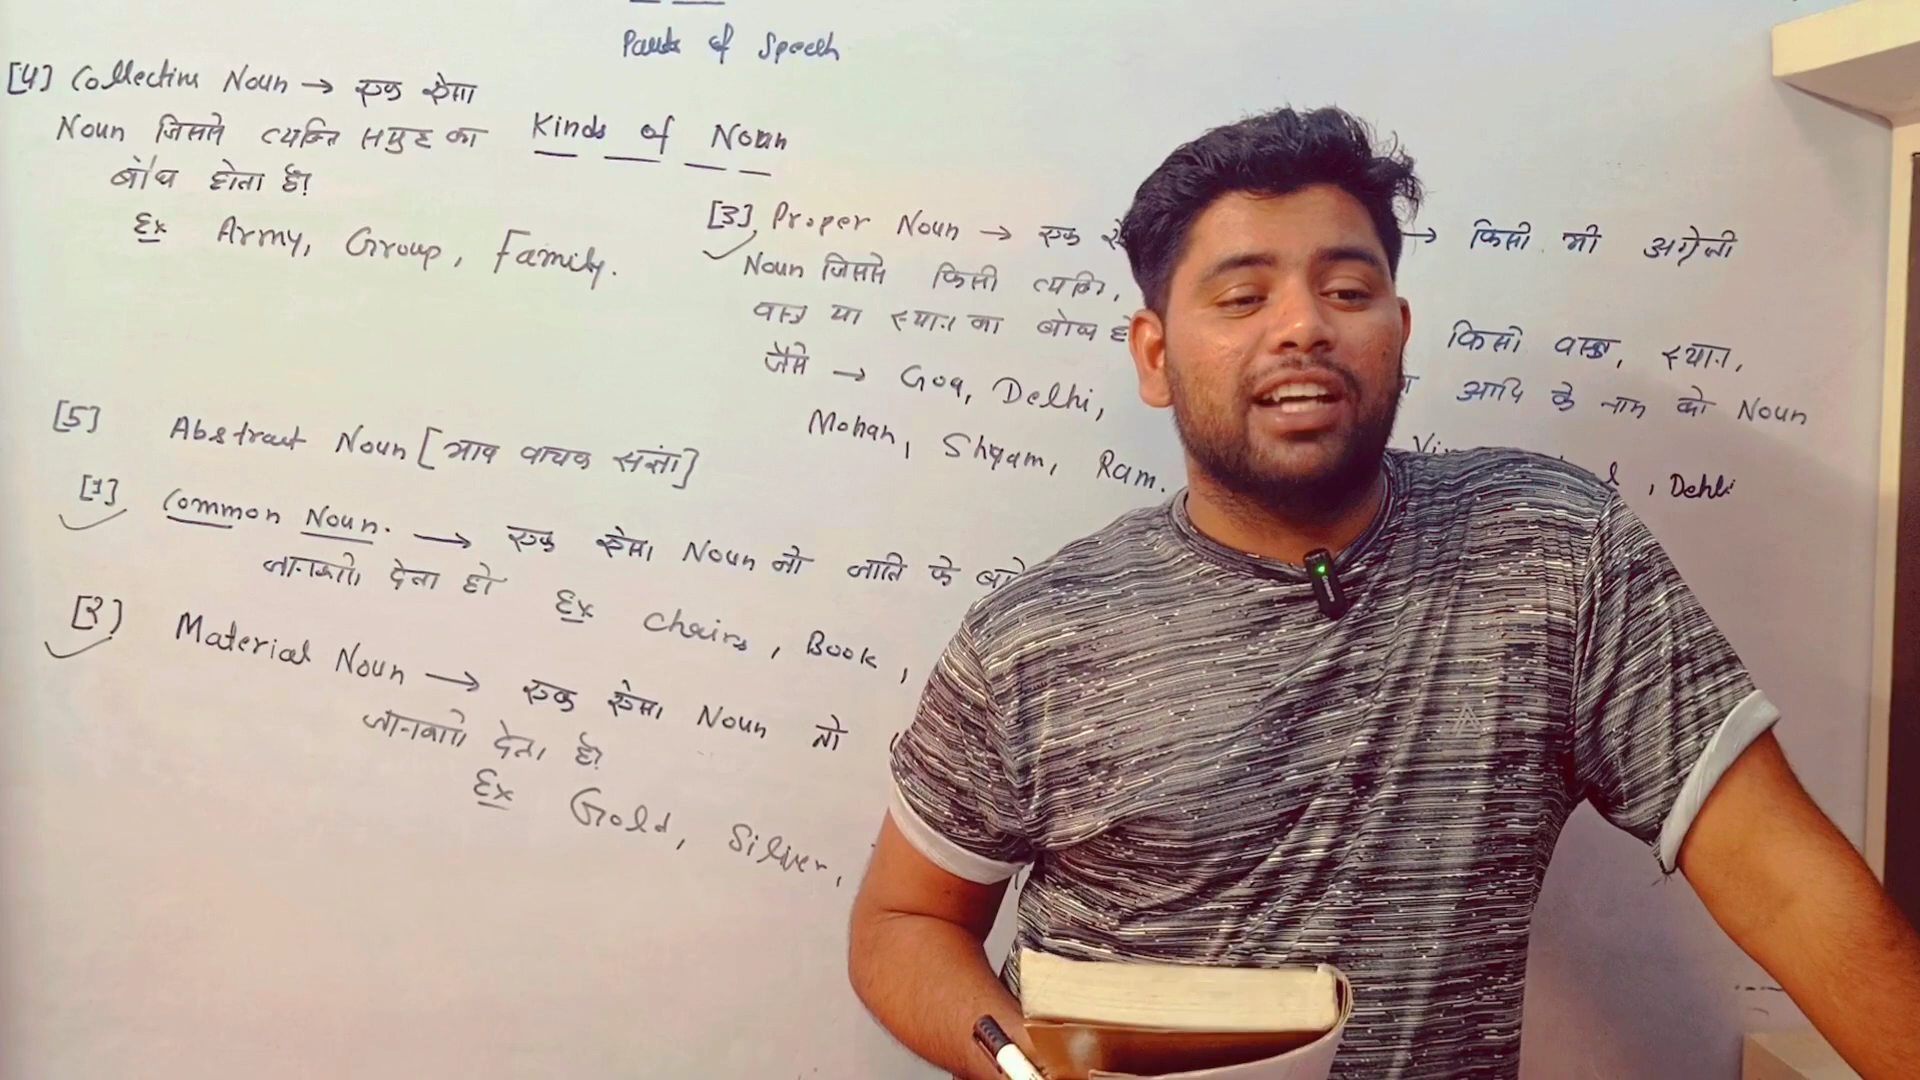 Parts of Speech
Kinds of Noun
[4] Collective Noun → एक ऐसा
Noun जिससे व्यक्ति समुह का
बोध होता है।
Ex Army, Group, Family.
[3] Proper Noun → एक
Noun जिससे किसी व्यक्ति,
वास्तु या स्थान का बोध
जैसे → Goa, Delhi,
Mohan, Shyam, Ram.
→ किसी भी अग्रेजी
किसी वास्तु, स्थान,
आदि के नाम को Noun
, Dehli
[5] Abstract Noun [भाव वाचक संज्ञा]
[1] Common Noun. → एक ऐसा Noun जो जाति के बारे
जानकारी देता हो Ex Chairs, Book,
[2] Material Noun → एक ऐसा Noun जो
जानकारी देता है।
Ex Gold, Silver,